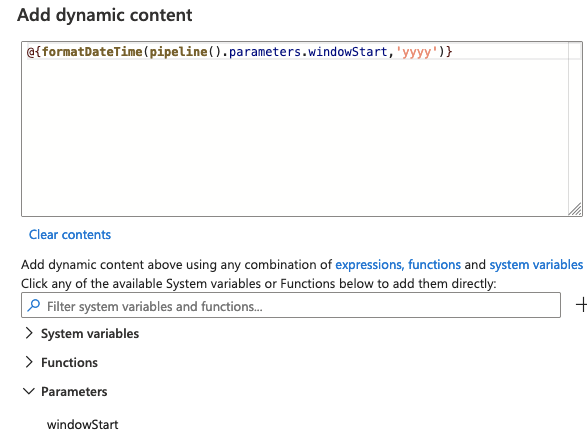 Add dynamic content
@{formatDateTime(pipeline().parameters.windowStart,'yyyy')}
Clear contents
Add dynamic content above using any combination of expressions, functions and system variables
Click any of the available System variables or Functions below to add them directly:
Filter system variables and functions...
System variables
Functions
Parameters
windowStart